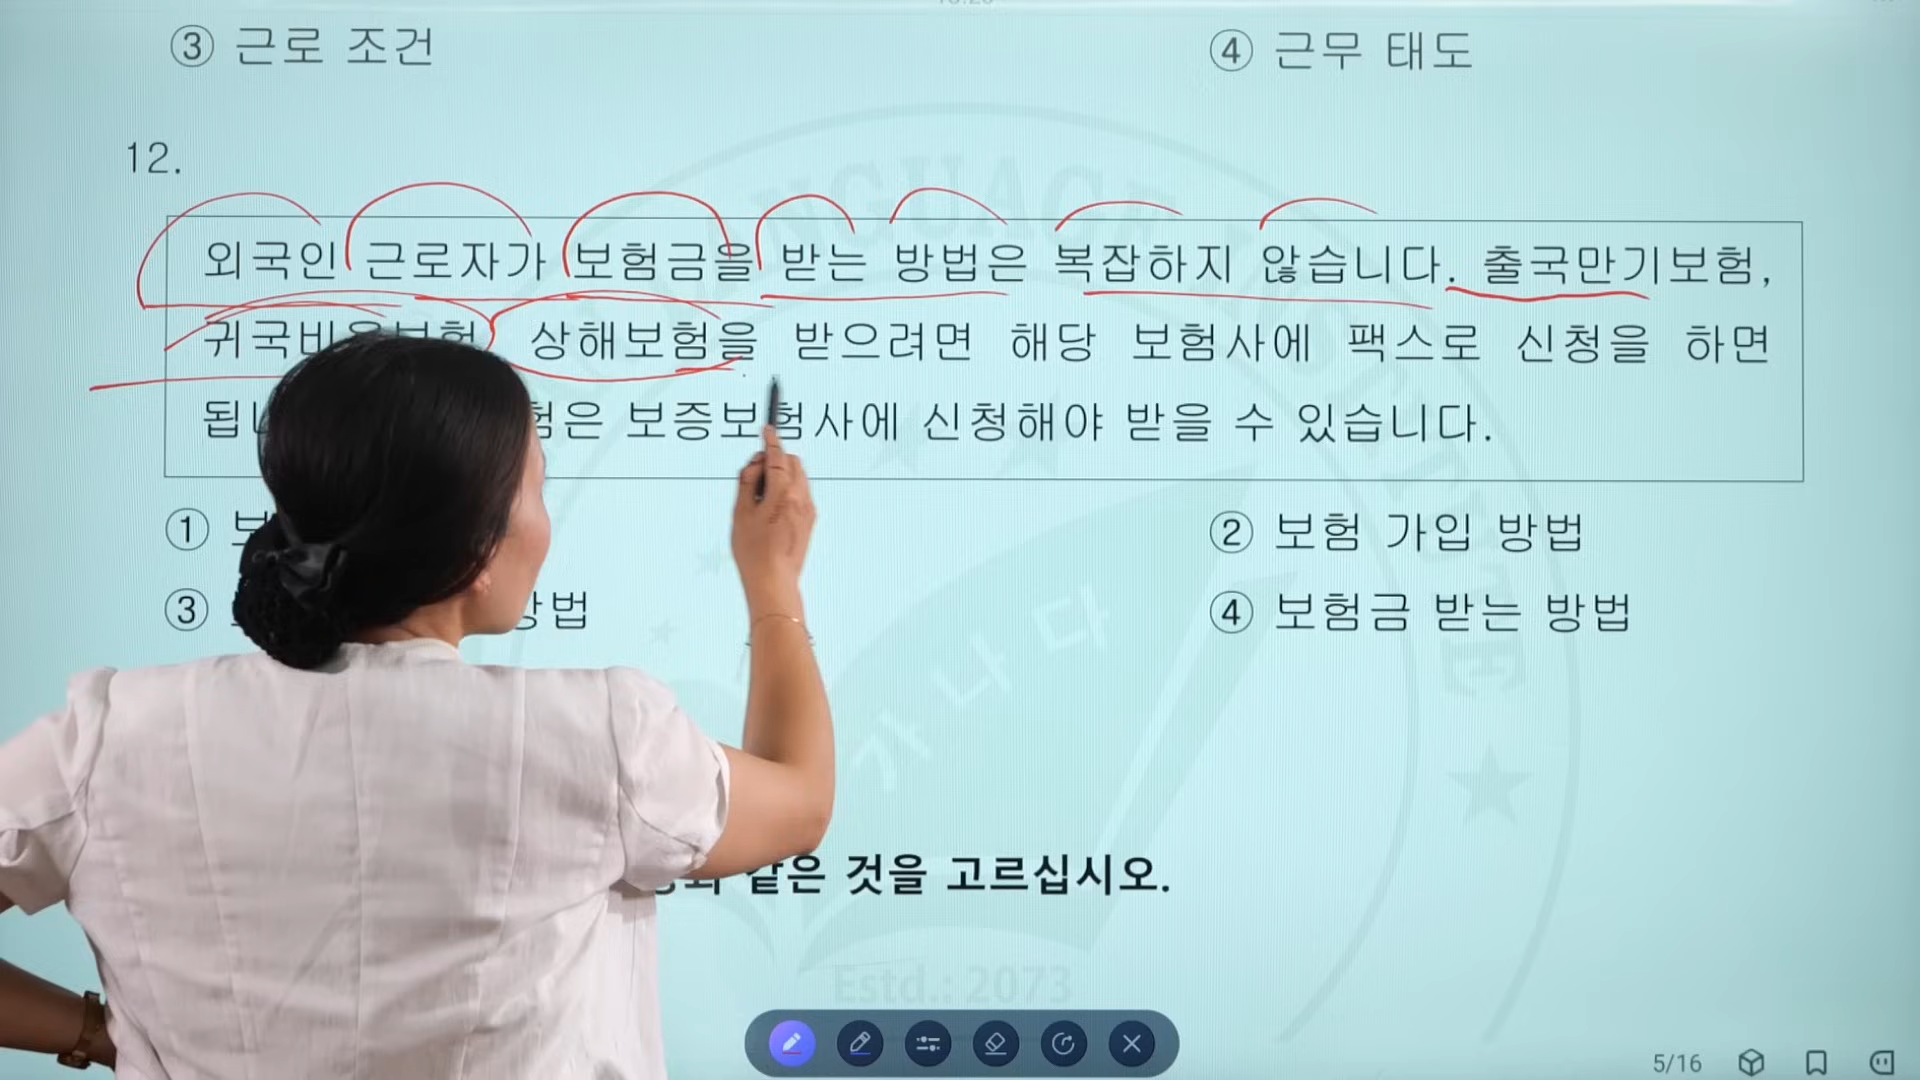 ③ 근로 조건
④ 근무 태도
12.
외국인 근로자가 보험금을 받는 방법은 복잡하지 않습니다. 출국만기보험,
귀국비용보험 상해보험을 받으려면 해당 보험사에 팩스로 신청을 하면
보증보험사에 신청해야 받을 수 있습니다.
①
② 보험 가입 방법
③ 방법
④ 보험금 받는 방법
가 나 다
같은 것을 고르십시오.
Estd.: 2073
5/16